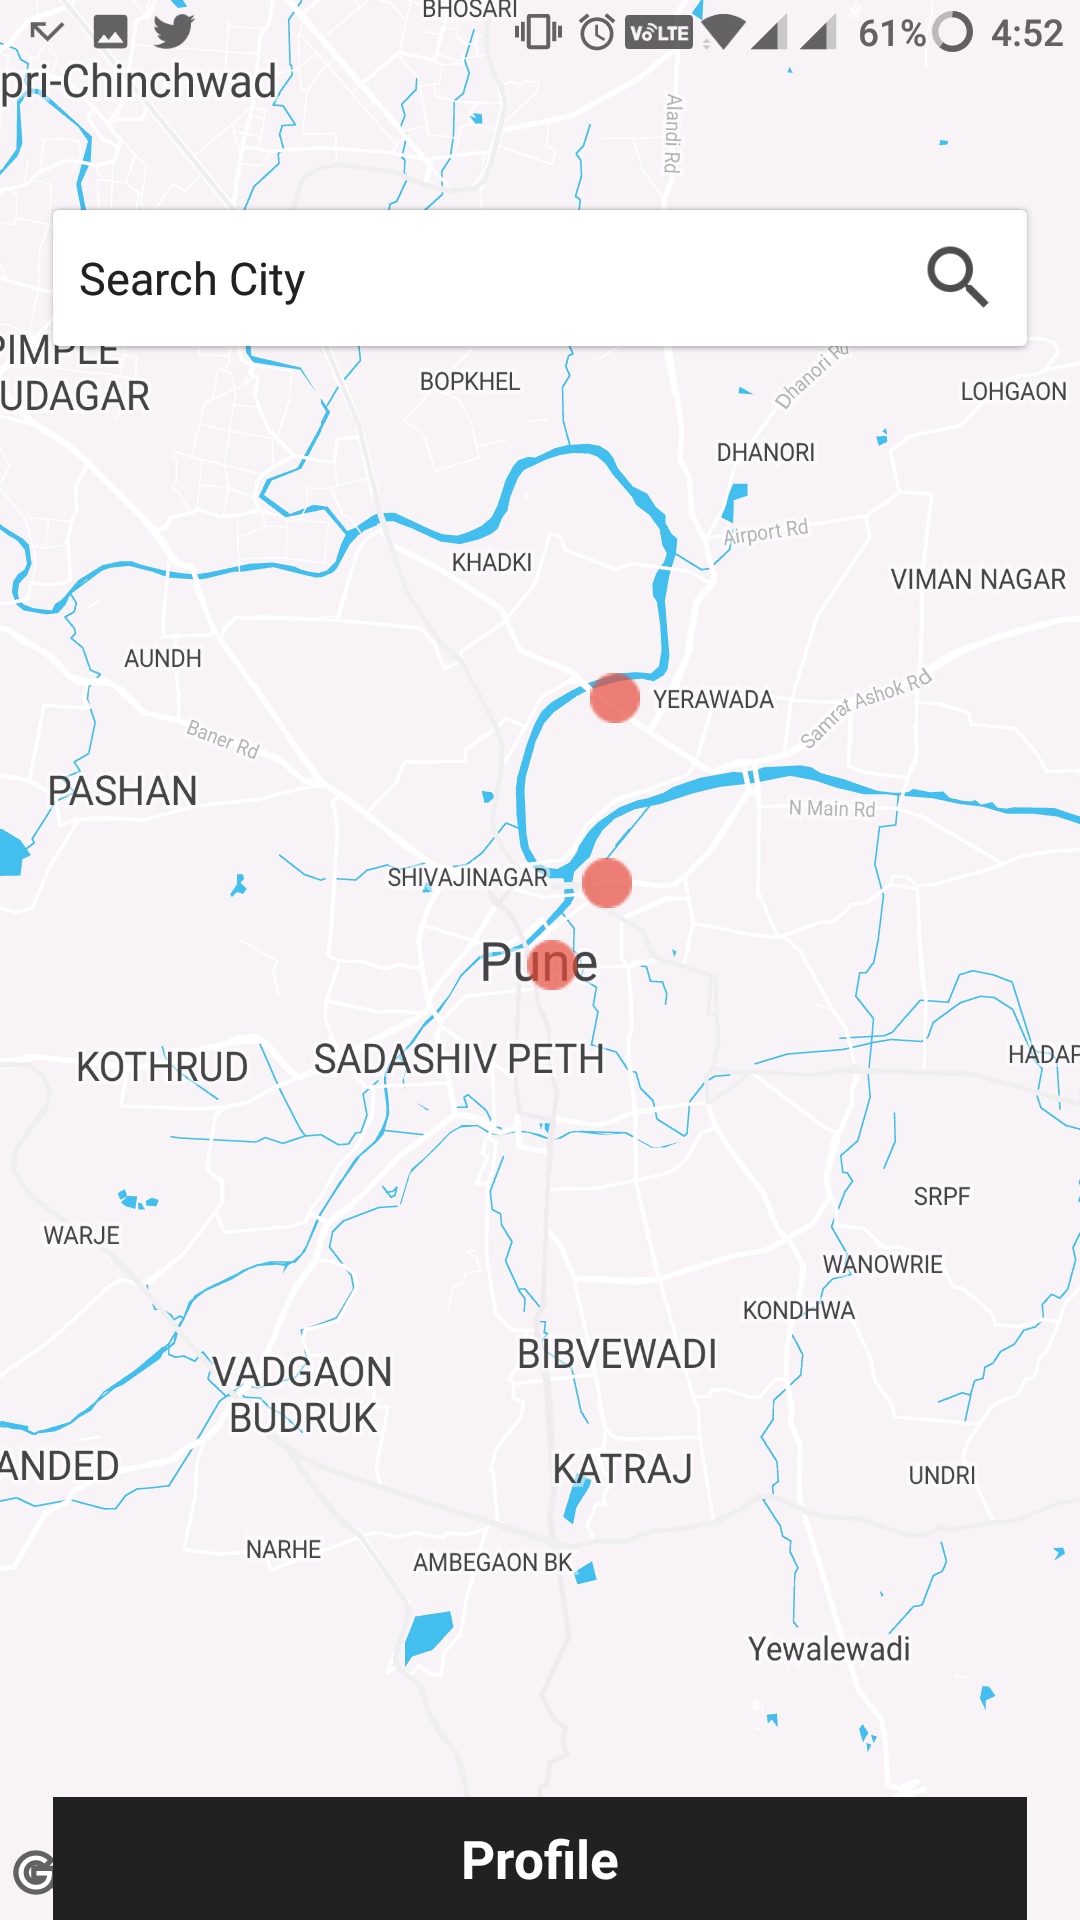 BHOSARI
VoLTE
61%
4:52
pri-Chinchwad
Alandi Rd
Search City
PIMPLE
UDAGAR
BOPKHEL
Dhanori Rd
LOHGAON
DHANORI
Airport Rd
KHADKI
VIMAN NAGAR
AUNDH
YERAWADA
Samrat Ashok Rd
Baner Rd
PASHAN
N Main Rd
SHIVAJINAGAR
Pune
KOTHRUD
SADASHIV PETH
HADAP
SRPF
WARJE
WANOWRIE
KONDHWA
BIBVEWADI
VADGAON
BUDRUK
ANDED
KATRAJ
UNDRI
NARHE
AMBEGAON BK
Yewalewadi
Profile